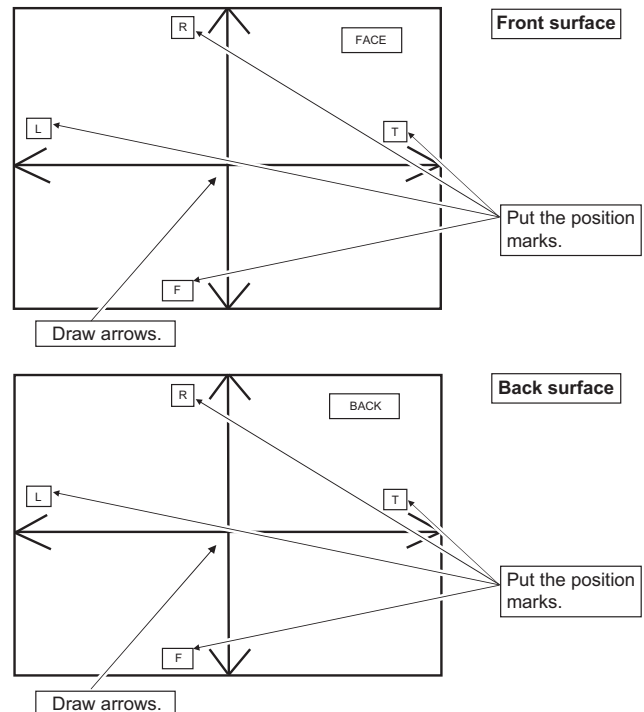 R
FACE
Front surface
L
T
Put the position
marks.
F
Draw arrows.
R
BACK
Back surface
L
T
Put the position
marks.
F
Draw arrows.